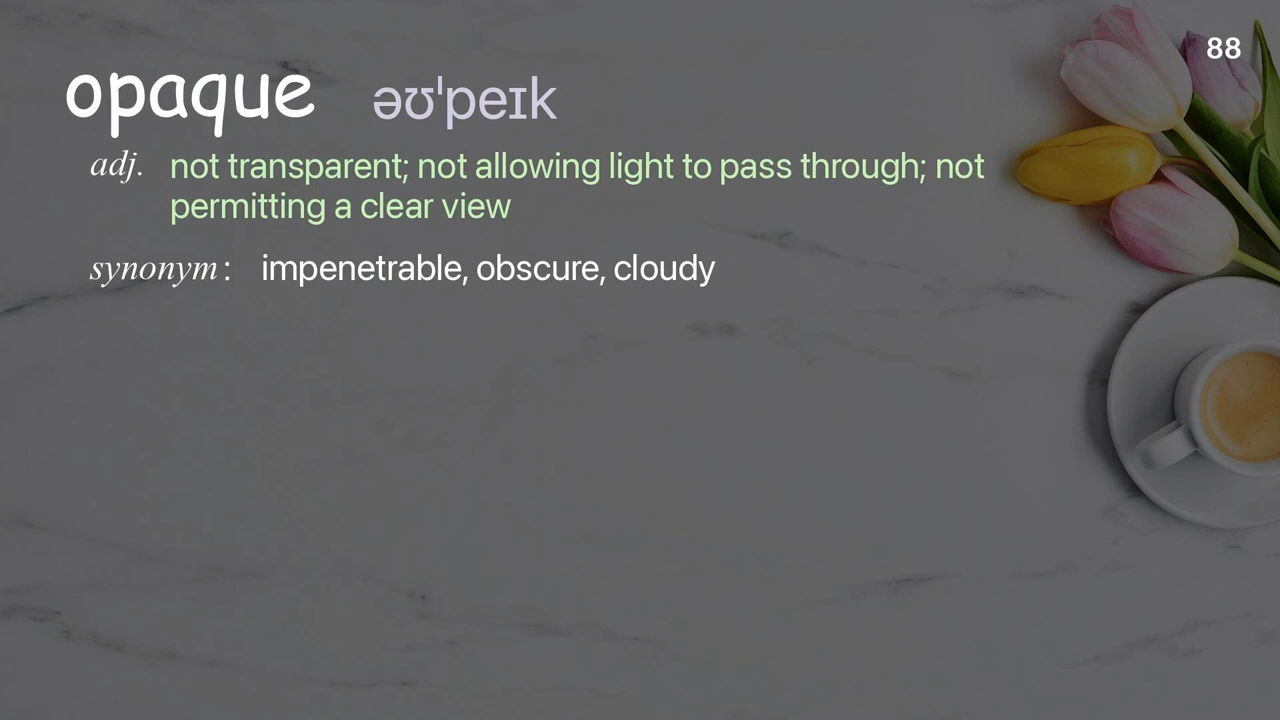 88
opaque əʊˈpeɪk
adj. not transparent; not allowing light to pass through; not
permitting a clear view
synonym : impenetrable, obscure, cloudy